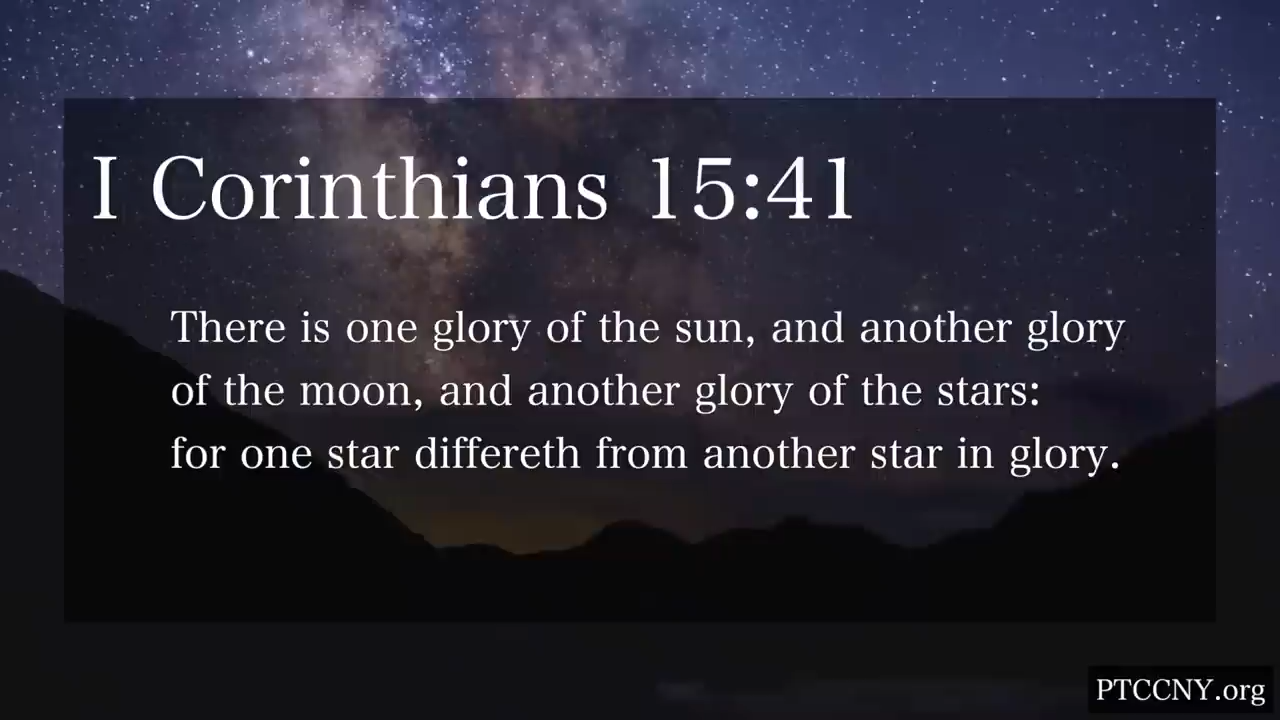 I Corinthians 15:41
There is one glory of the sun, and another glory
of the moon, and another glory of the stars:
for one star differeth from another star in glory.
PTCCNY.org